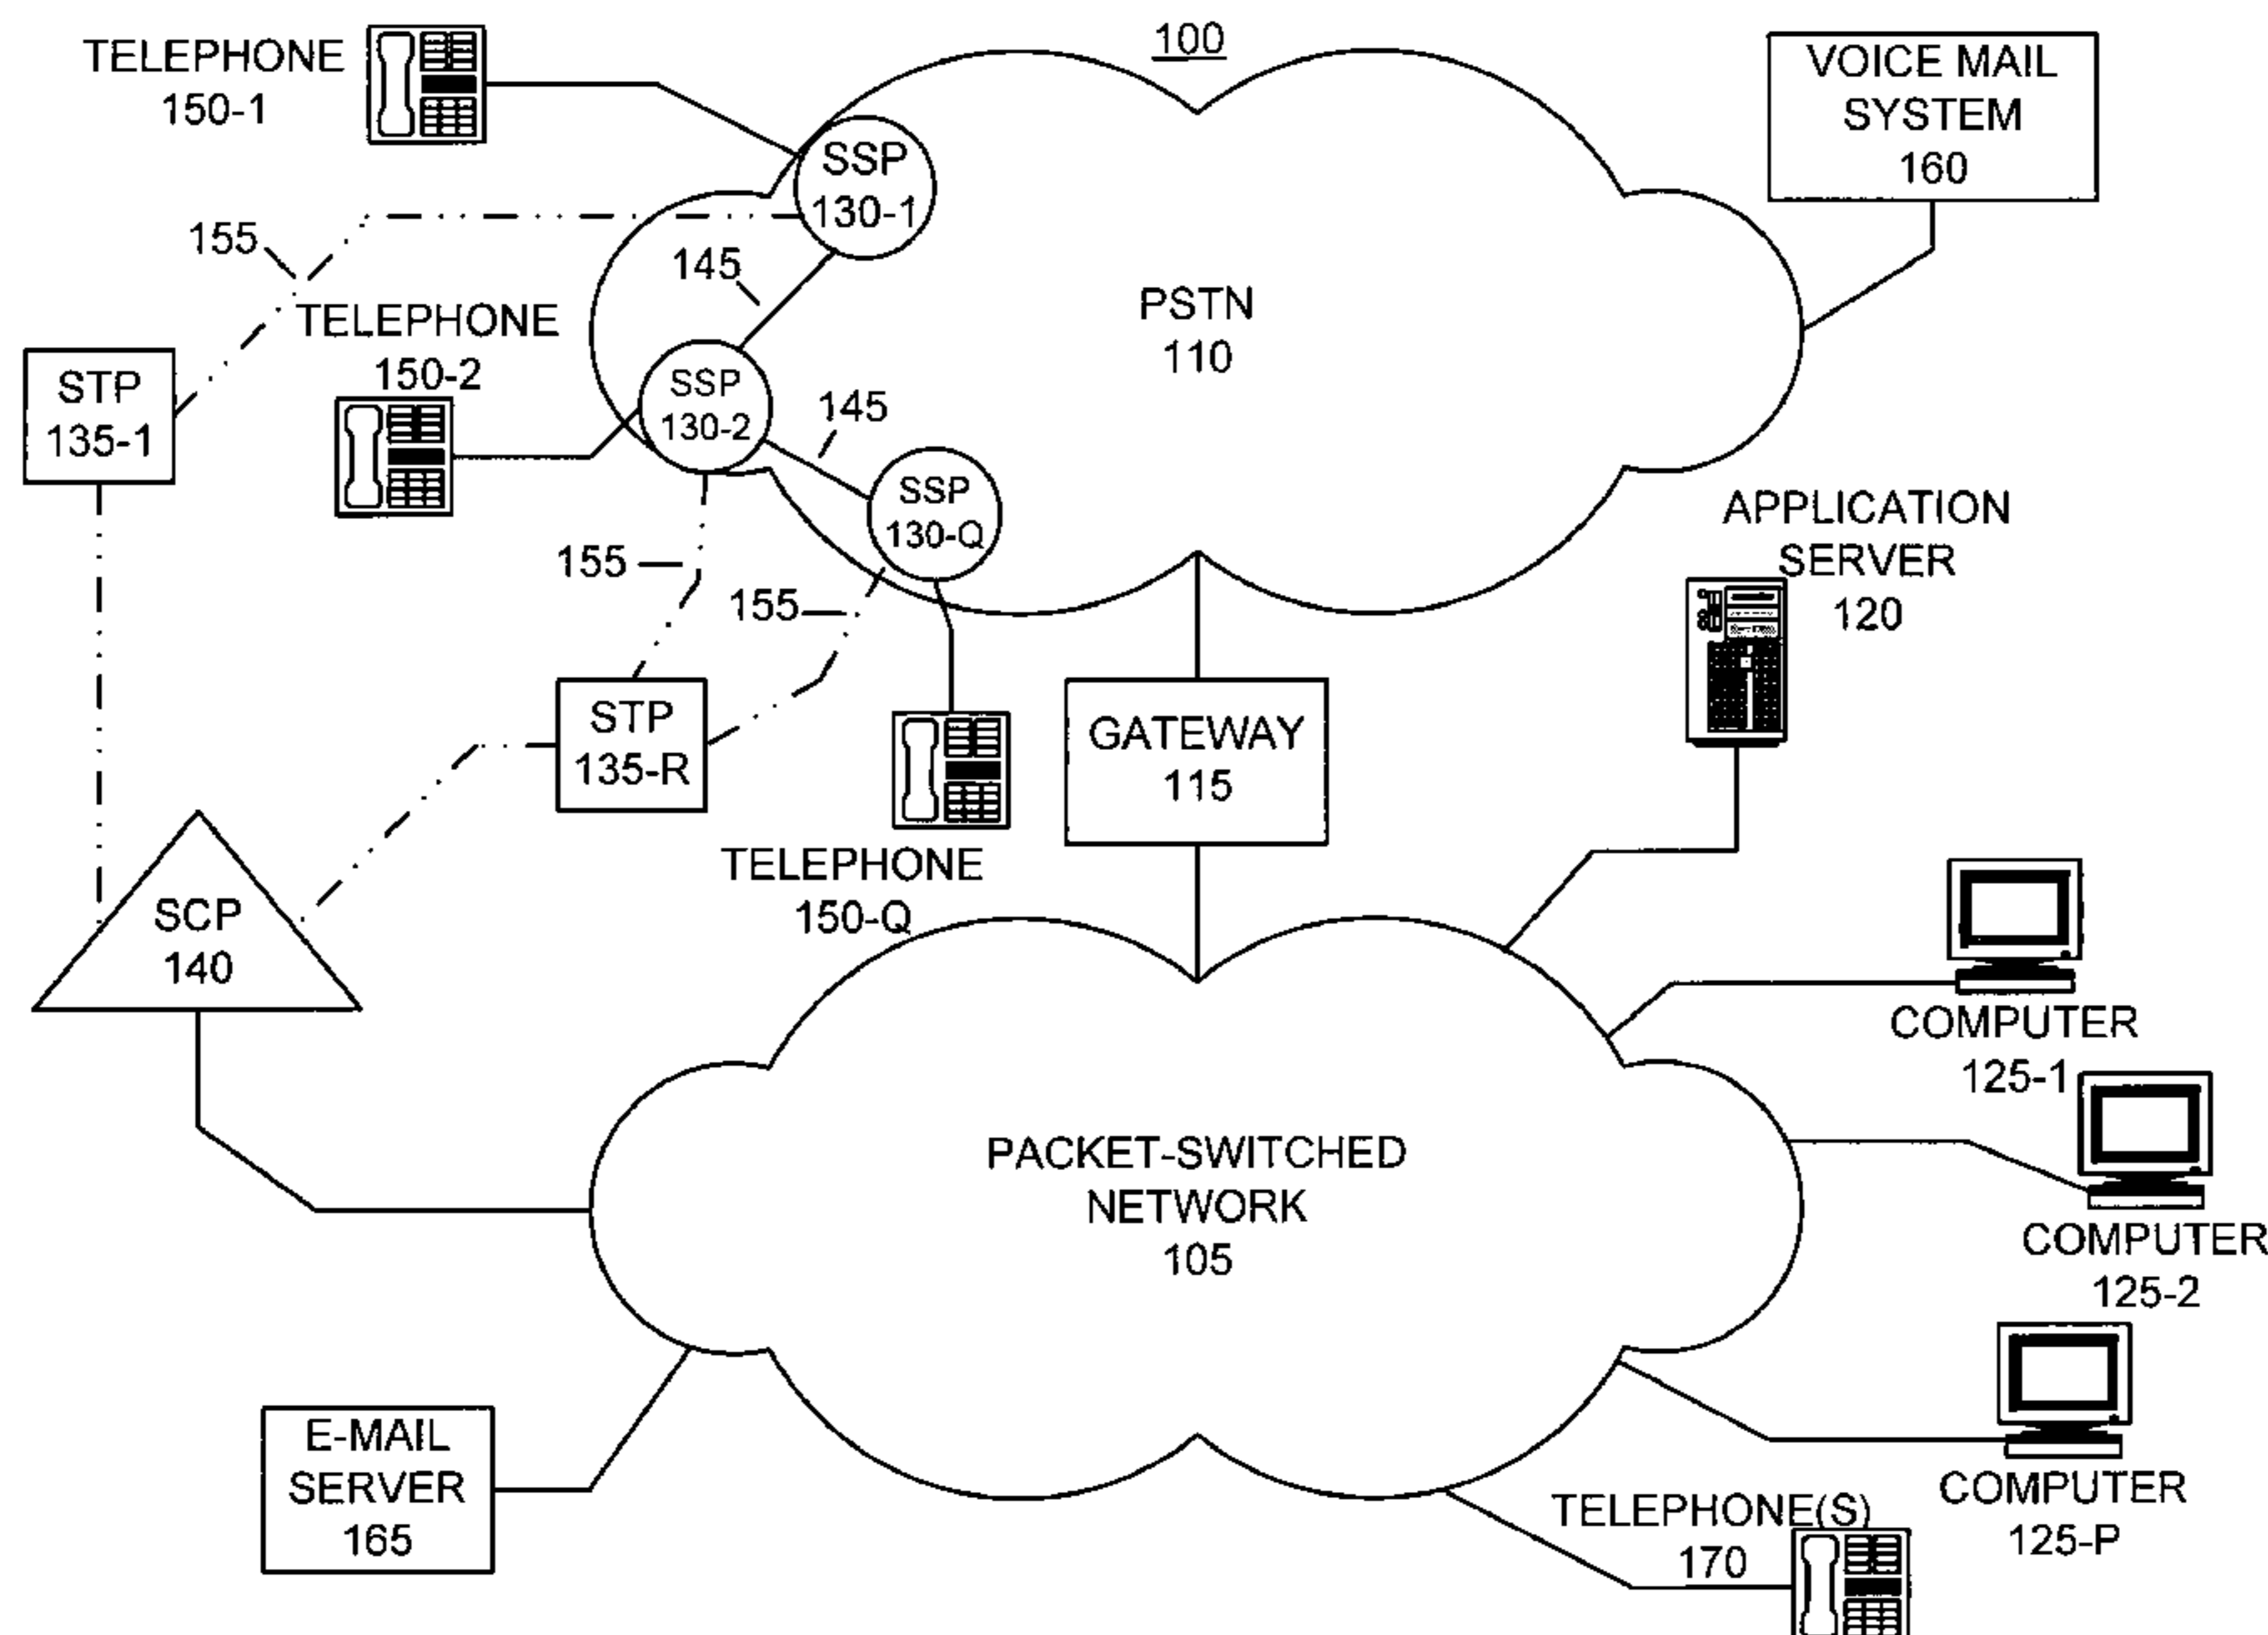 100
TELEPHONE
150-1
VOICE MAIL
SYSTEM
160
SSP
130-1
155
145
TELEPHONE
150-2
PSTN
110
STP
135-1
SSP
130-2
145
SSP
130-Q
APPLICATION
SERVER
120
155
155
STP
135-R
GATEWAY
115
TELEPHONE
150-Q
SCP
140
COMPUTER
125-1
PACKET-SWITCHED
NETWORK
105
COMPUTER
125-2
E-MAIL
SERVER
165
COMPUTER
125-P
TELEPHONE(S)
170